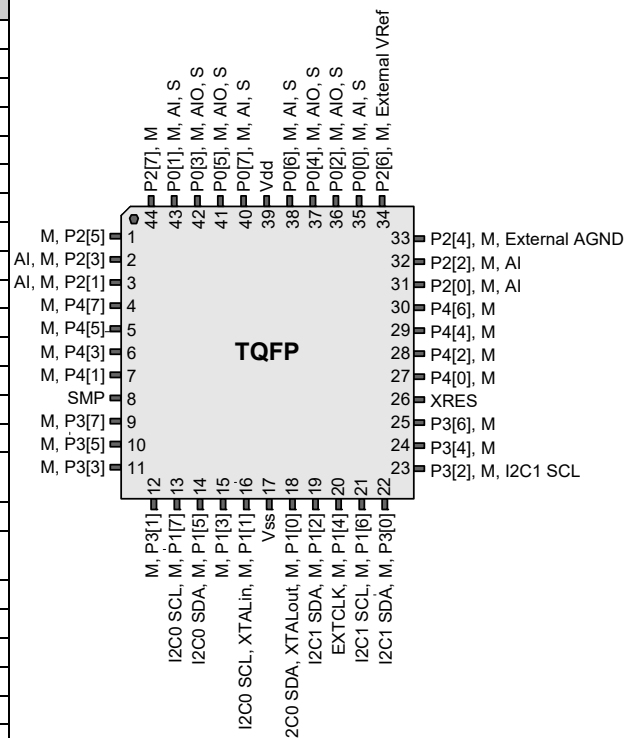 P2[7], M
P0[1], M, AI, S
P0[3], M, AIO, S
P0[5], M, AIO, S
P0[7], M, AI, S
Vdd
P0[6], M, AI, S
P0[4], M, AIO, S
P0[2], M, AIO, S
P0[0], M, AI, S
P2[6], M, External VRef
44
43
42
41
40
39
38
37
36
35
34
M, P2[5] 1
AI, M, P2[3] 2
AI, M, P2[1] 3
M, P4[7] 4
M, P4[5] 5
M, P4[3] 6
M, P4[1] 7
SMP 8
M, P3[7] 9
M, P3[5] 10
M, P3[3] 11
TQFP
33 P2[4], M, External AGND
32 P2[2], M, AI
31 P2[0], M, AI
30 P4[6], M
29 P4[4], M
28 P4[2], M
27 P4[0], M
26 XRES
25 P3[6], M
24 P3[4], M
23 P3[2], M, I2C1 SCL
12
13
14
15
16
17
18
19
20
21
22
M, P3[1]
I2C0 SCL, M, P1[7]
I2C0 SDA, M, P1[5]
M, P1[3]
I2C0 SCL, XTALin, M, P1[1]
Vss
2C0 SDA, XTALout, M, P1[0]
I2C1 SDA, M, P1[2]
EXTCLK, M, P1[4]
I2C1 SCL, M, P1[6]
I2C1 SDA, M, P3[0]